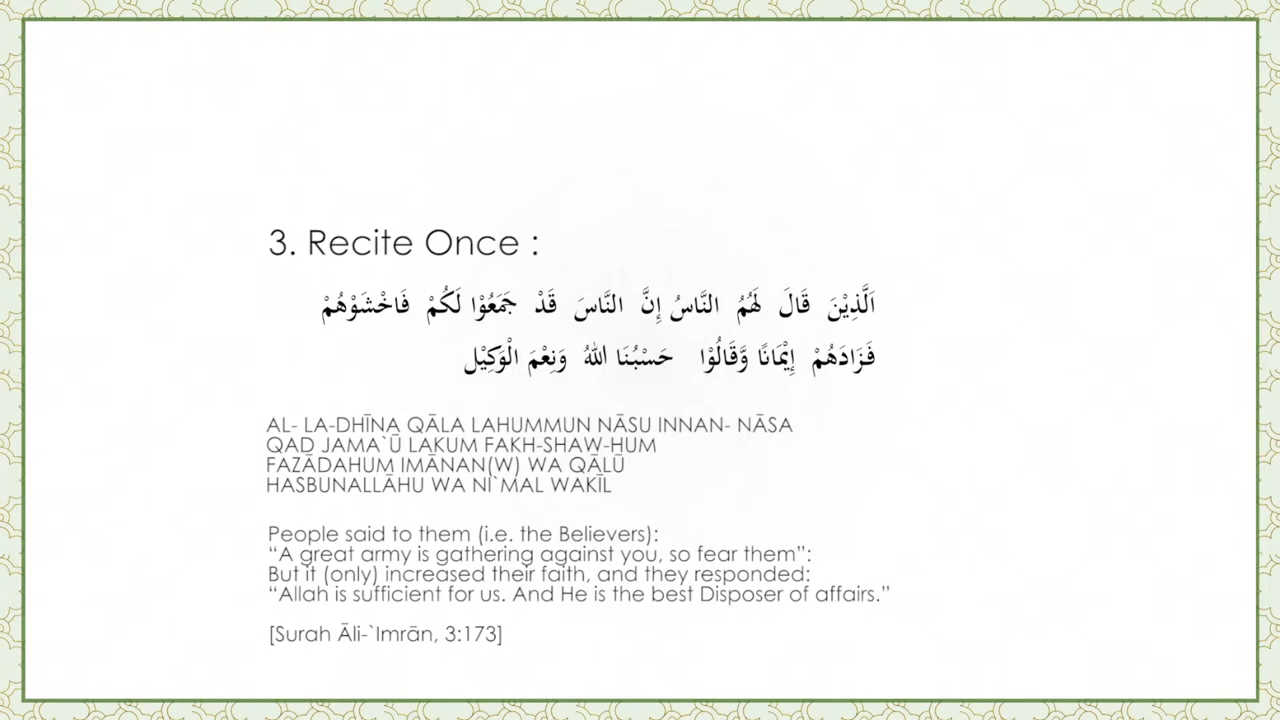 3. Recite Once :
اَلَّذِيْنَ قَالَ لَهُمُ النَّاسُ إِنَّ النَّاسَ قَدْ جَمَعُوْا لَكُمْ فَاخْشَوْهُمْ
فَزَادَهُمْ إِيْمَانًا وَّقَالُوْا حَسْبُنَا اللهُ وَنِعْمَ الْوَكِيْل
AL- LA-DHĪNA QĀLA LAHUMMUN NĀSU INNAN- NĀSA
QAD JAMA`Ū LAKUM FAKH-SHAW-HUM
FAZĀDAHUM IMĀNAN(W) WA QĀLŪ
HASBUNALLĀHU WA NI`MAL WAKĪL
People said to them (i.e. the Believers):
“A great army is gathering against you, so fear them”:
But it (only) increased their faith, and they responded:
“Allah is sufficient for us. And He is the best Disposer of affairs.”
[Surah Āli-`Imrān, 3:173]